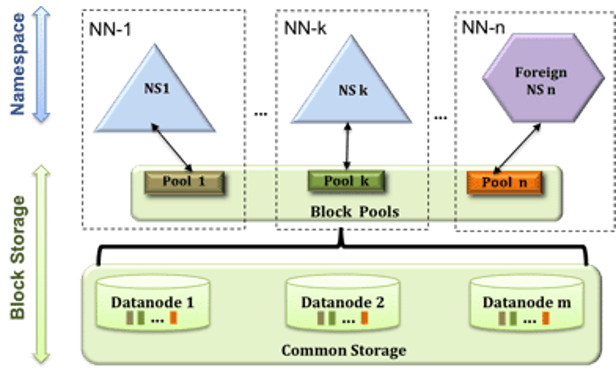 NN-1
NN-k
NN-n
Namespace
NS1
...
NS k
...
Foreign
NS n
Block Storage
Pool 1
Pool k
Pool n
Block Pools
Datanode 1
...
Datanode 2
...
Datanode m
...
Common Storage